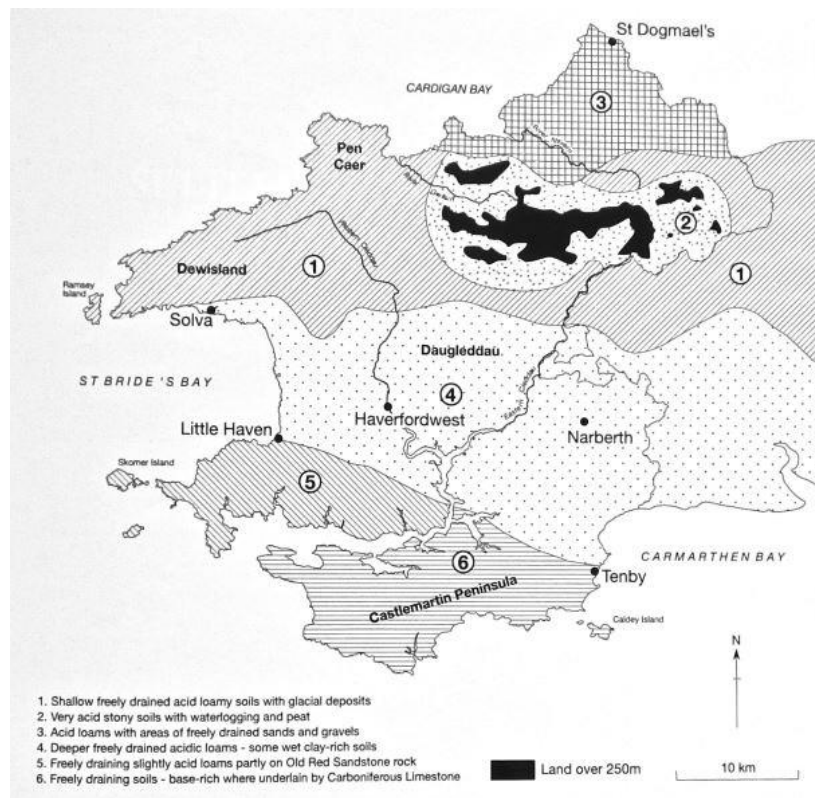 St Dogmael's
CARDIGAN BAY
3
Pen
Caer
2
Dewisland
1
1
Ramsey
Island
Western Cleddau
Solva
Daugleddau
ST BRIDE'S BAY
4
Eastern Cleddau
Haverfordwest
Little Haven
Narberth
Skomer Island
5
6
CARMARTHEN BAY
Tenby
Castlemartin Peninsula
Caldey Island
N
1. Shallow freely drained acid loamy soils with glacial deposits
2. Very acid stony soils with waterlogging and peat
3. Acid loams with areas of freely drained sands and gravels
4. Deeper freely drained acidic loams - some wet clay-rich soils
5. Freely draining slightly acid loams partly on Old Red Sandstone rock
6. Freely draining soils - base-rich where underlain by Carboniferous Limestone
Land over 250m
10 km